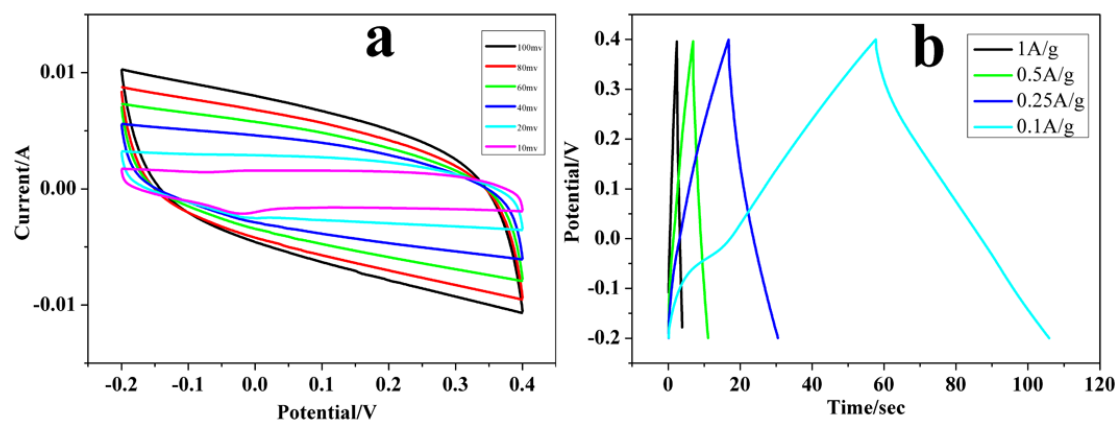 a
100mv
80mv
60mv
40mv
20mv
10mv
0.01
0.00
-0.01
Current/A
-0.2 -0.1 0.0 0.1 0.2 0.3 0.4
Potential/V
b
1A/g
0.5A/g
0.25A/g
0.1A/g
0.4
0.3
0.2
0.1
0.0
-0.1
-0.2
Potential/V
0 20 40 60 80 100 120
Time/sec